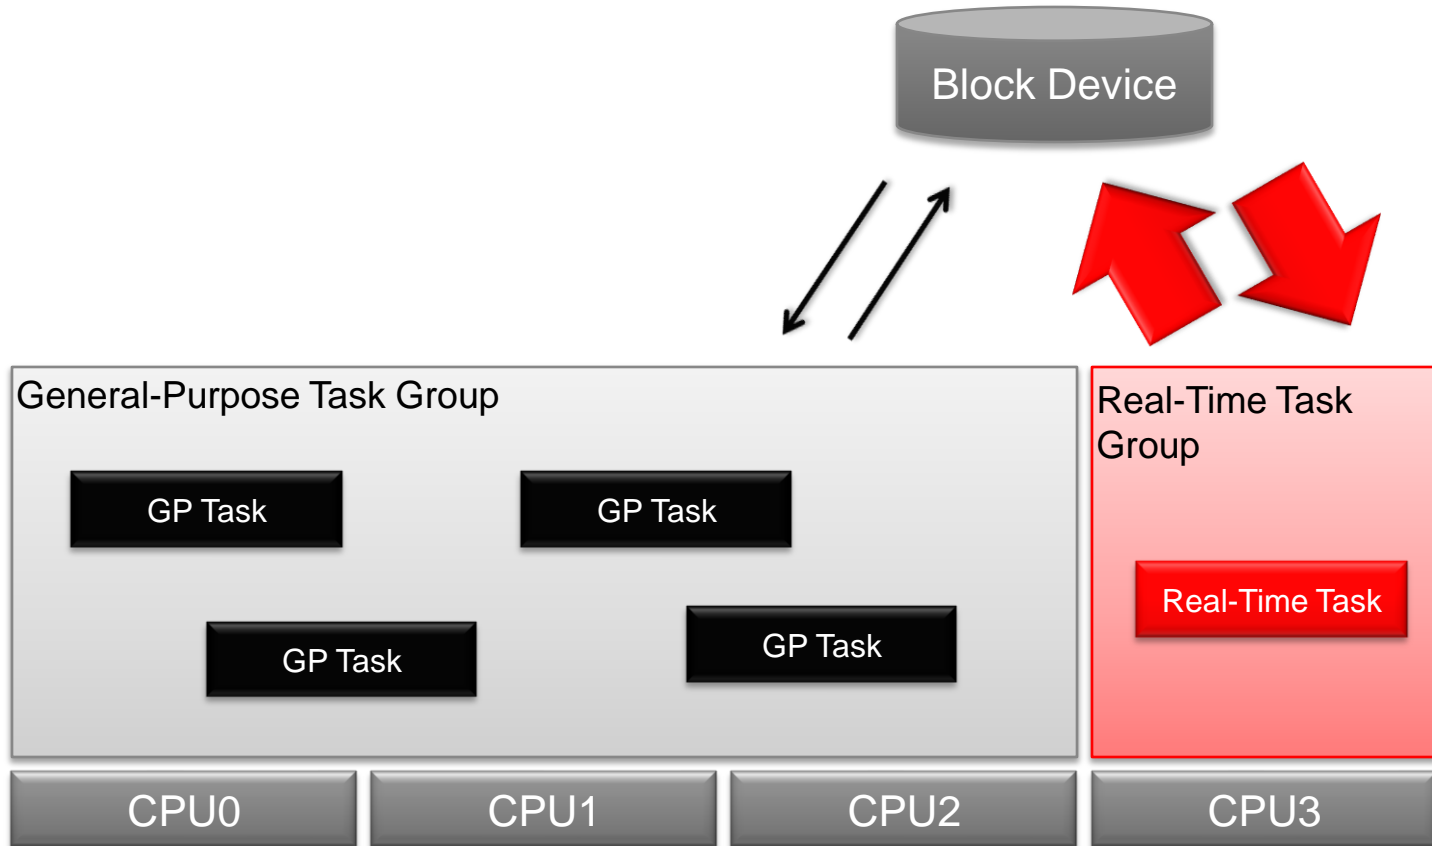 Block Device
General-Purpose Task Group
Real-Time Task
Group
GP Task
GP Task
GP Task
GP Task
Real-Time Task
CPU0
CPU1
CPU2
CPU3